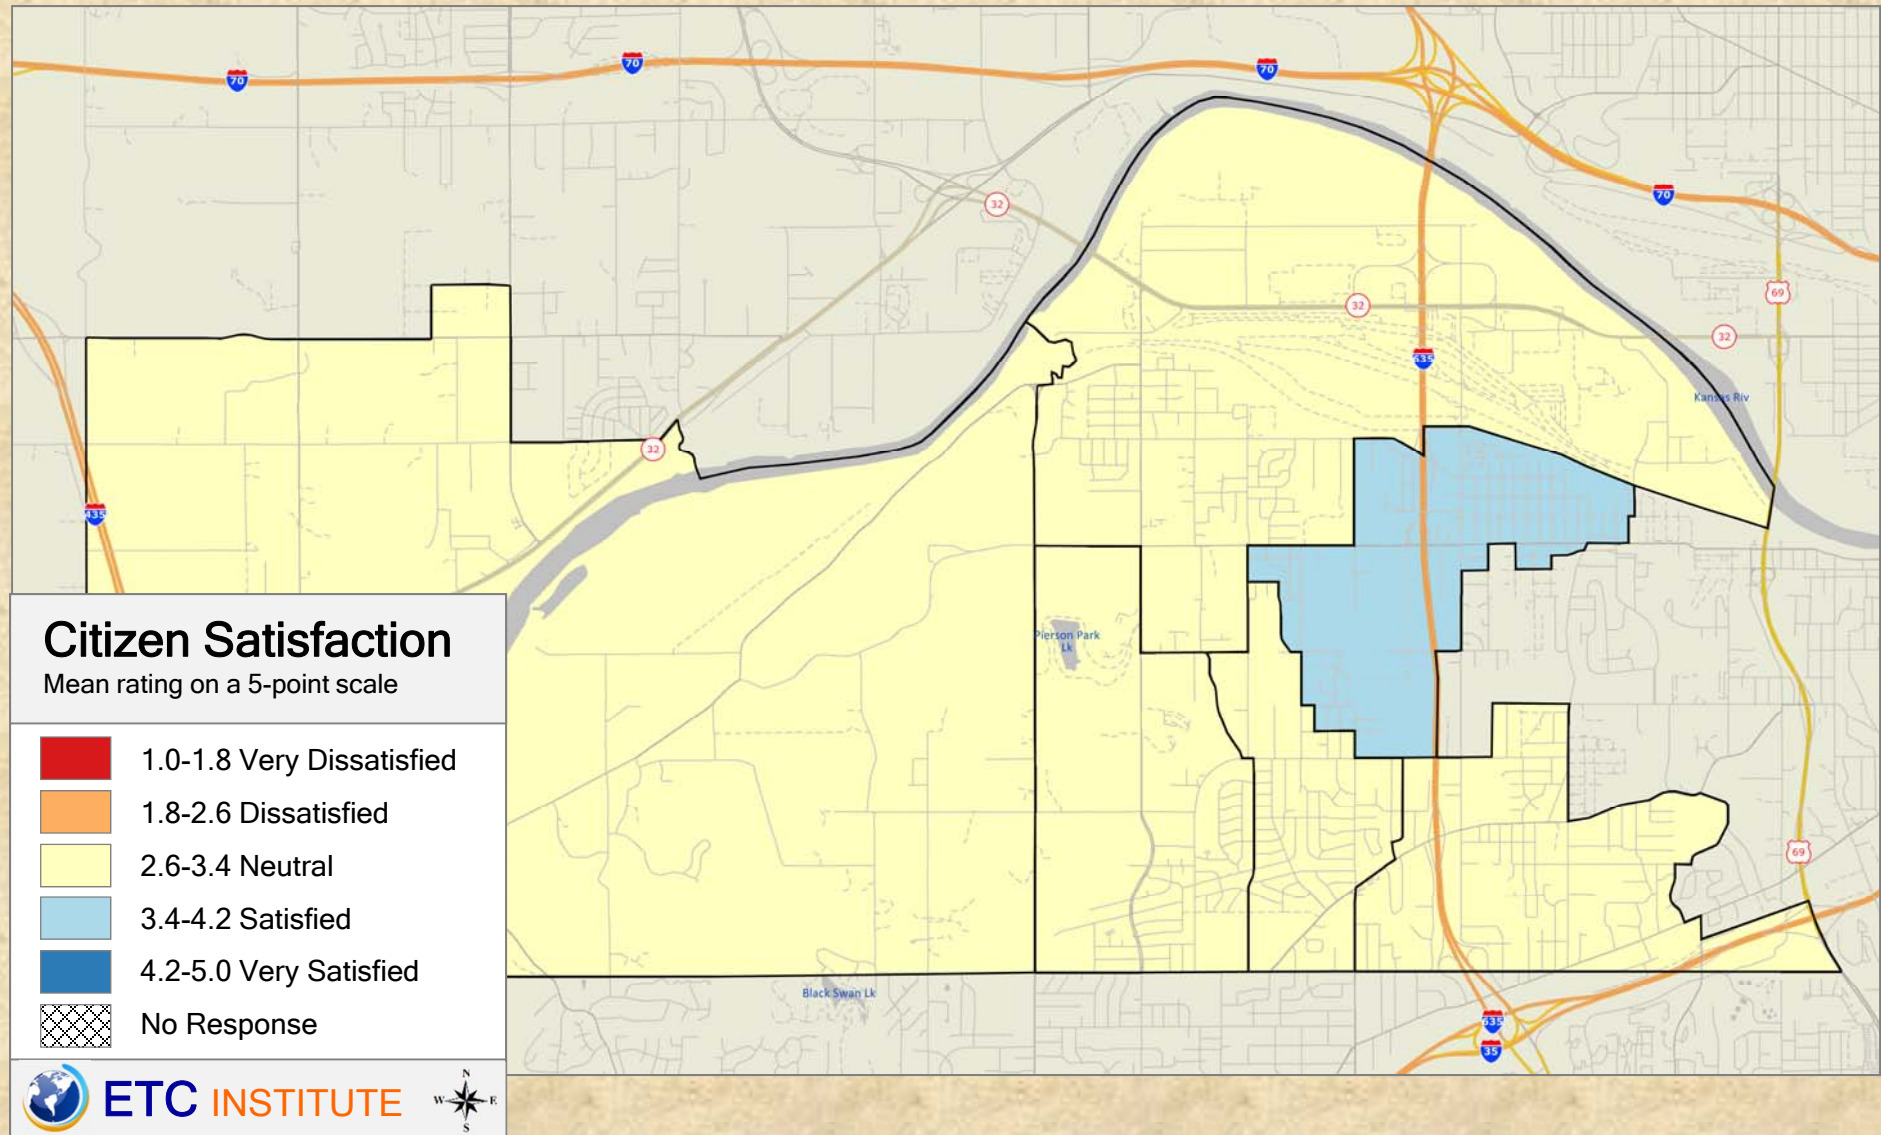 70
70
70
70
32
69
32
32
635
Kansas Riv
32
435
Pierson Park
Lk
69
Black Swan Lk
635
35
Citizen Satisfaction
Mean rating on a 5-point scale
1.0-1.8 Very Dissatisfied
1.8-2.6 Dissatisfied
2.6-3.4 Neutral
3.4-4.2 Satisfied
4.2-5.0 Very Satisfied
No Response
ETC INSTITUTE
N
W E
S